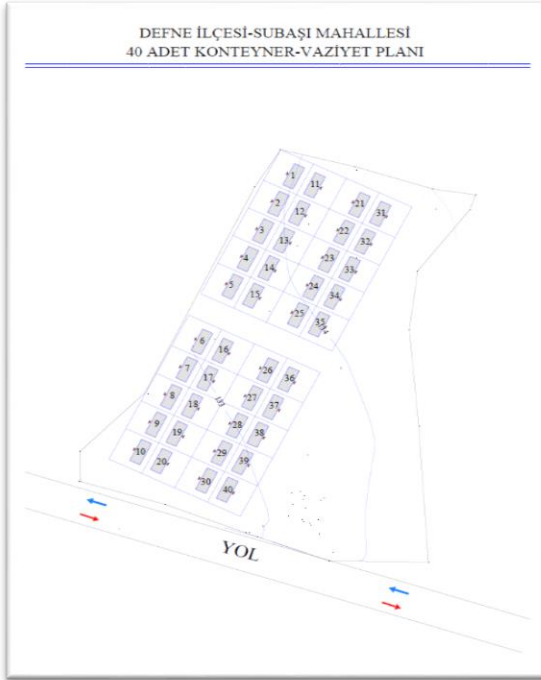 DEFNE İLÇESİ-SUBAŞI MAHALLESİ
40 ADET KONTEYNER-VAZİYET PLANI
1 11 21 31
2 12 22 32
3 13 23 33
4 14 24 34
5 15 25 35
134
6 16 26 36
7 17 27 37
133
8 18 28 38
9 19 29 39
10 20 30 40
YOL